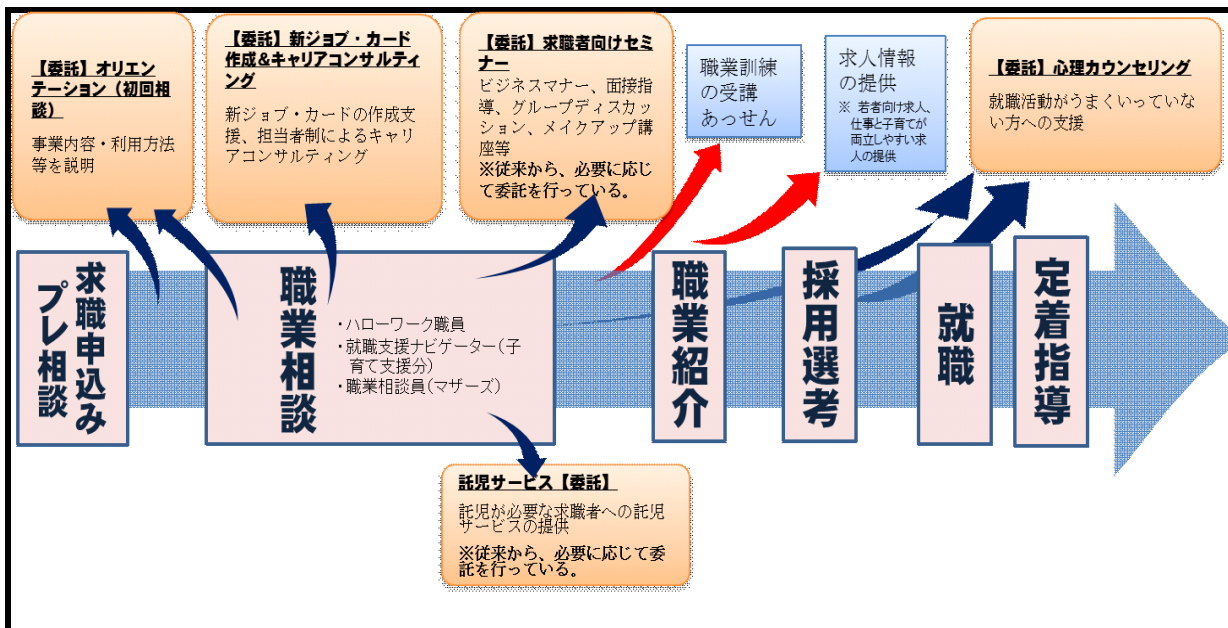 【委託】オリエン
テーション（初回相
談）
事業内容・利用方法
等を説明
【委託】新ジョブ・カード
作成&キャリアコンサルティ
ング
新ジョブ・カードの作成支
援、担当者制によるキャリ
アコンサルティング
【委託】求職者向けセミ
ナー
ビジネスマナー、面接指
導、グループディスカッ
ション、メイクアップ講
座等
※従来から、必要に応じ
て委託を行っている。
職業訓練
の受講
あっせん
求人情報
の提供
※ 若者向け求人、
仕事と子育てが
両立しやすい求
人の提供
【委託】心理カウンセリング
就職活動がうまくいっていな
い方への支援
求職申込み
プレ相談
職業相談
・ハローワーク職員
・就職支援ナビゲーター（子
育て支援分）
・職業相談員（マザーズ）
職業紹介
採用選考
就職
定着指導
託児サービス【委託】
託児が必要な求職者への託児
サービスの提供
※従来から、必要に応じて委
託を行っている。